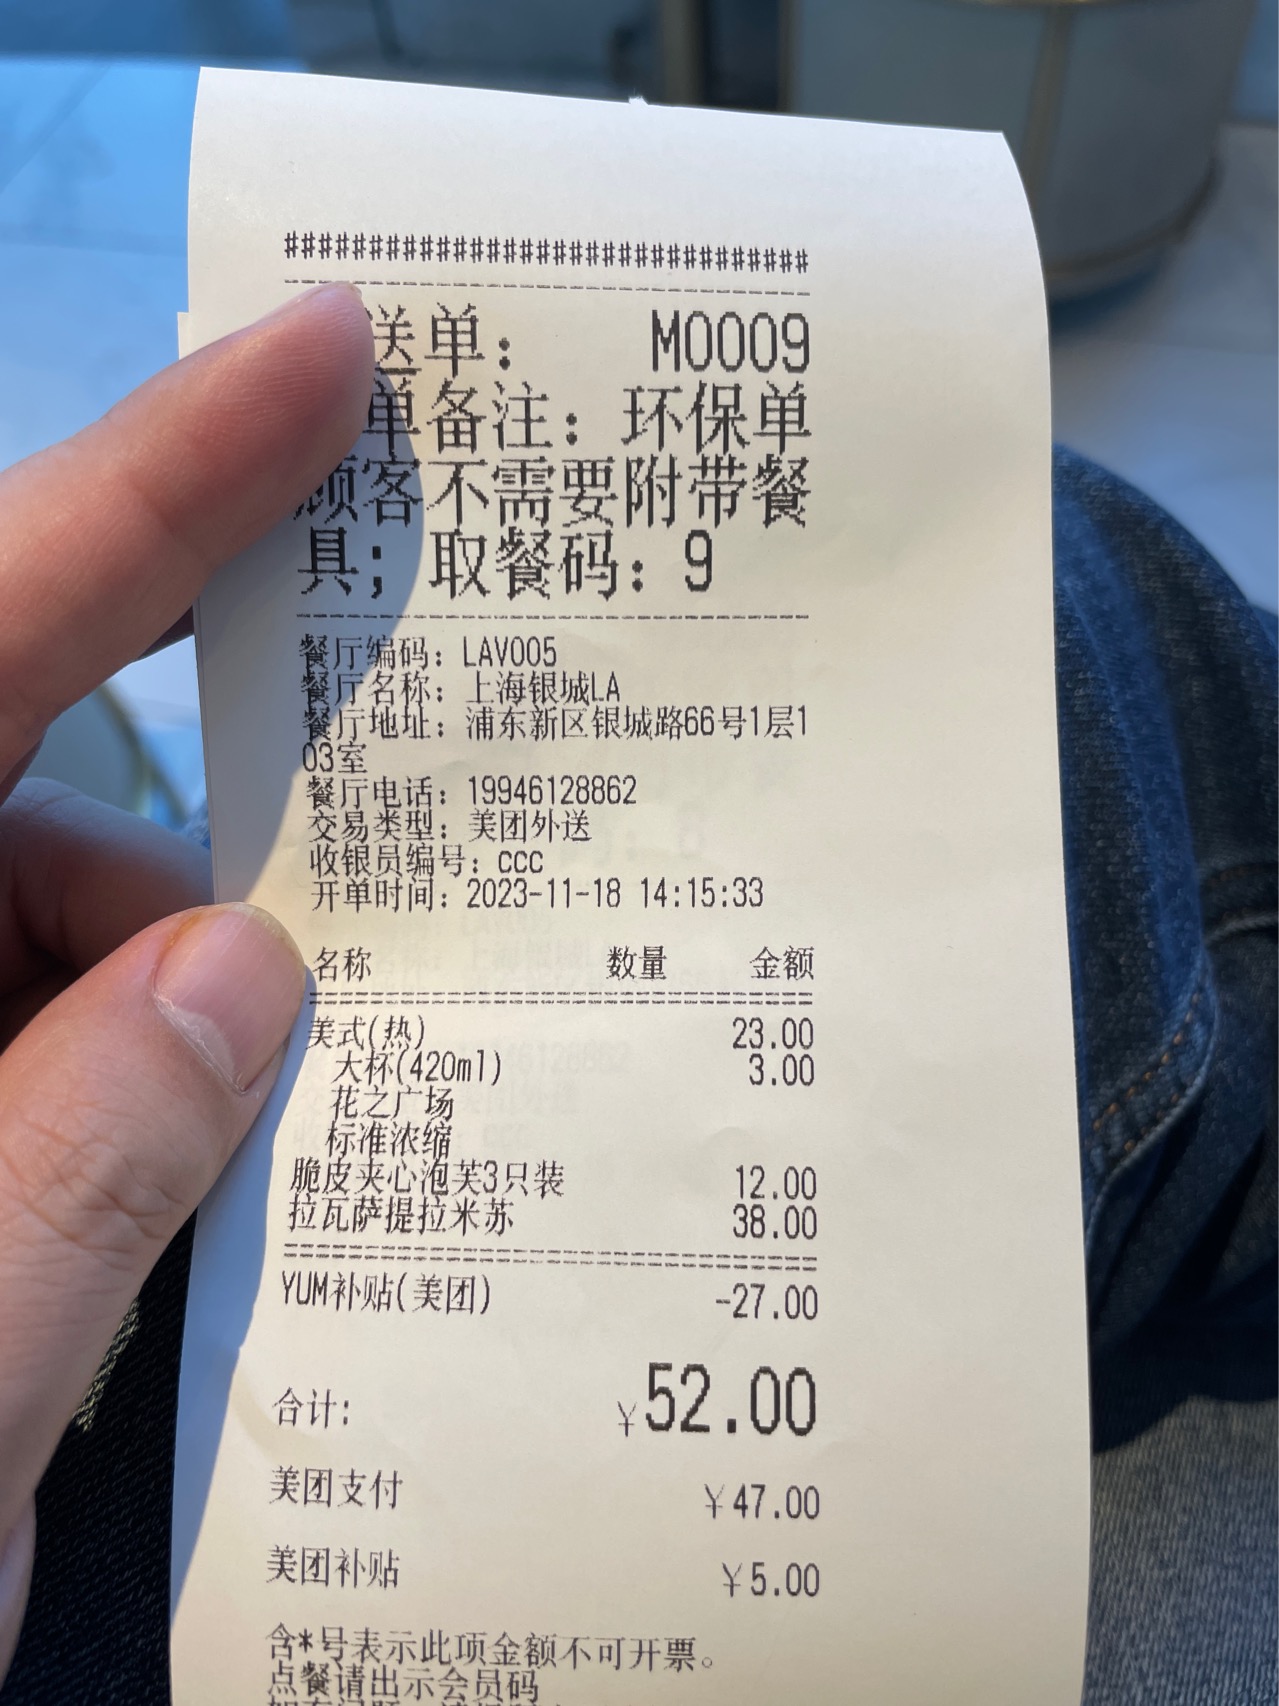 ################################
送单： M0009
单备注：环保单
顾客不需要附带餐
具；取餐码：9
餐厅编码：LAV005
餐厅名称：上海银城LA
餐厅地址：浦东新区银城路66号1层1
03室
餐厅电话：19946128862
交易类型：美团外送
收银员编号：ccc
开单时间：2023-11-18 14:15:33
名称 数量 金额
美式(热) 23.00
大杯(420ml) 3.00
花之广场
标准浓缩
脆皮夹心泡芙3只装 12.00
拉瓦萨提拉米苏 38.00
YUM补贴(美团) -27.00
合计: ¥52.00
美团支付 ¥47.00
美团补贴 ¥5.00
含*号表示此项金额不可开票。
点餐请出示会员码